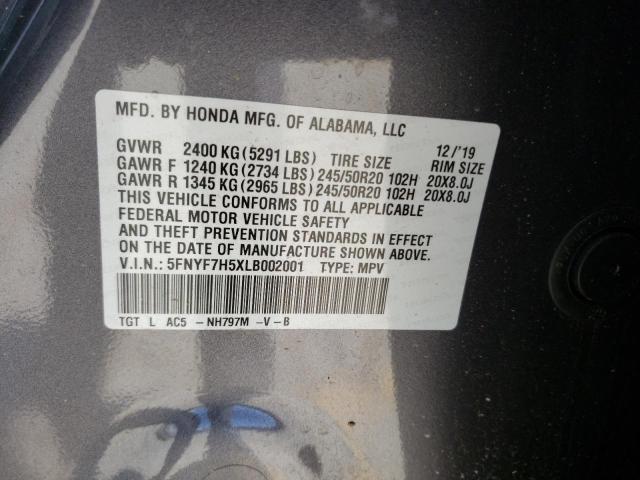 MFD. BY HONDA MFG. OF ALABAMA, LLC
GVWR 2400 KG (5291 LBS) TIRE SIZE 12/'19 RIM SIZE
GAWR F 1240 KG (2734 LBS) 245/50R20 102H 20X8.0J
GAWR R 1345 KG (2965 LBS) 245/50R20 102H 20X8.0J
THIS VEHICLE CONFORMS TO ALL APPLICABLE
FEDERAL MOTOR VEHICLE SAFETY
AND THEFT PREVENTION STANDARDS IN EFFECT
ON THE DATE OF MANUFACTURE SHOWN ABOVE.
V.I.N.: 5FNYF7H5XLB002001 TYPE: MPV
TGT L AC5 -NH797M -V-B